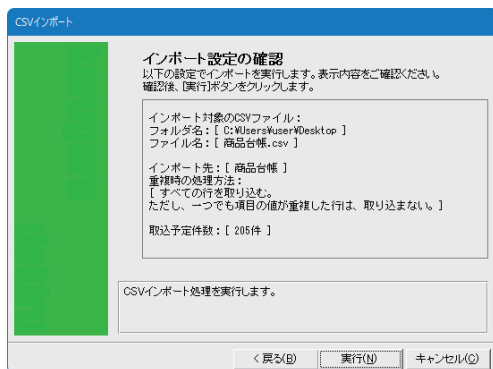 CSVインポート
インポート設定の確認
以下の設定でインポートを実行します。表示内容をご確認ください。
確認後、[実行]ボタンをクリックします。
インポート対象のCSVファイル：
フォルダ名：[ C:¥Users¥user¥Desktop ]
ファイル名：[ 商品台帳.csv ]
インポート先：[ 商品台帳 ]
重複時の処理方法：
[ すべての行を取り込む。
ただし、一つでも項目の値が重複した行は、取り込まない。]
取込予定件数：[ 205件 ]
CSVインポート処理を実行します。
< 戻る(B)
実行(N)
キャンセル(C)